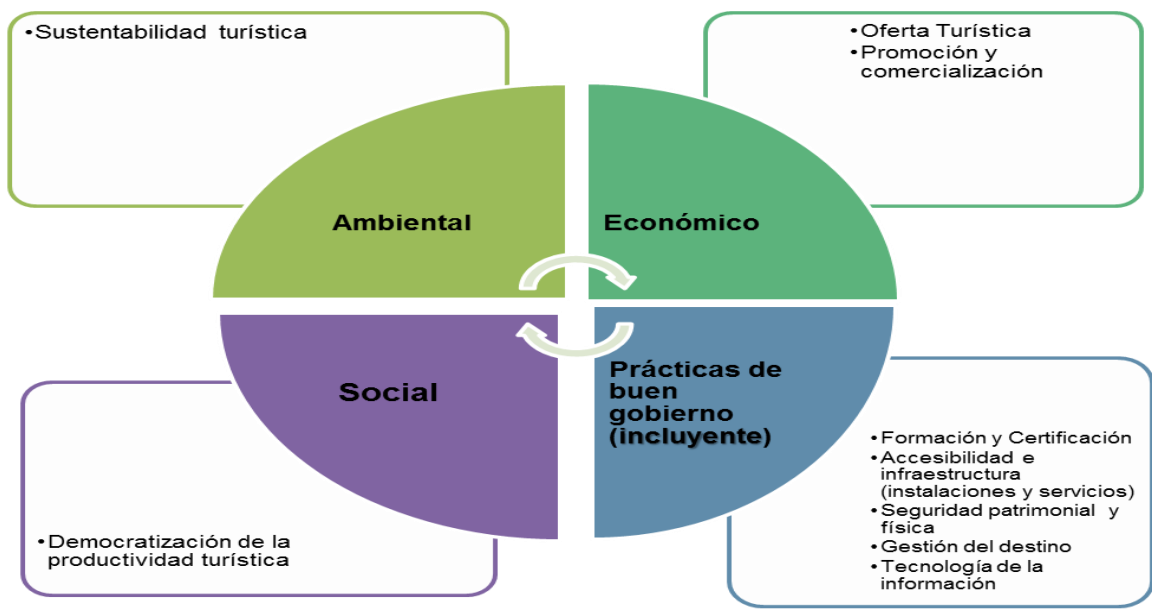 •Sustentabilidad turística
•Oferta Turística
•Promoción y
comercialización
Ambiental
Económico
Social
Prácticas de
buen
gobierno
(incluyente)
•Democratización de la
productividad turística
•Formación y Certificación
•Accesibilidad e
infraestructura
(instalaciones y servicios)
•Seguridad patrimonial y
física
•Gestión del destino
•Tecnología de la
información